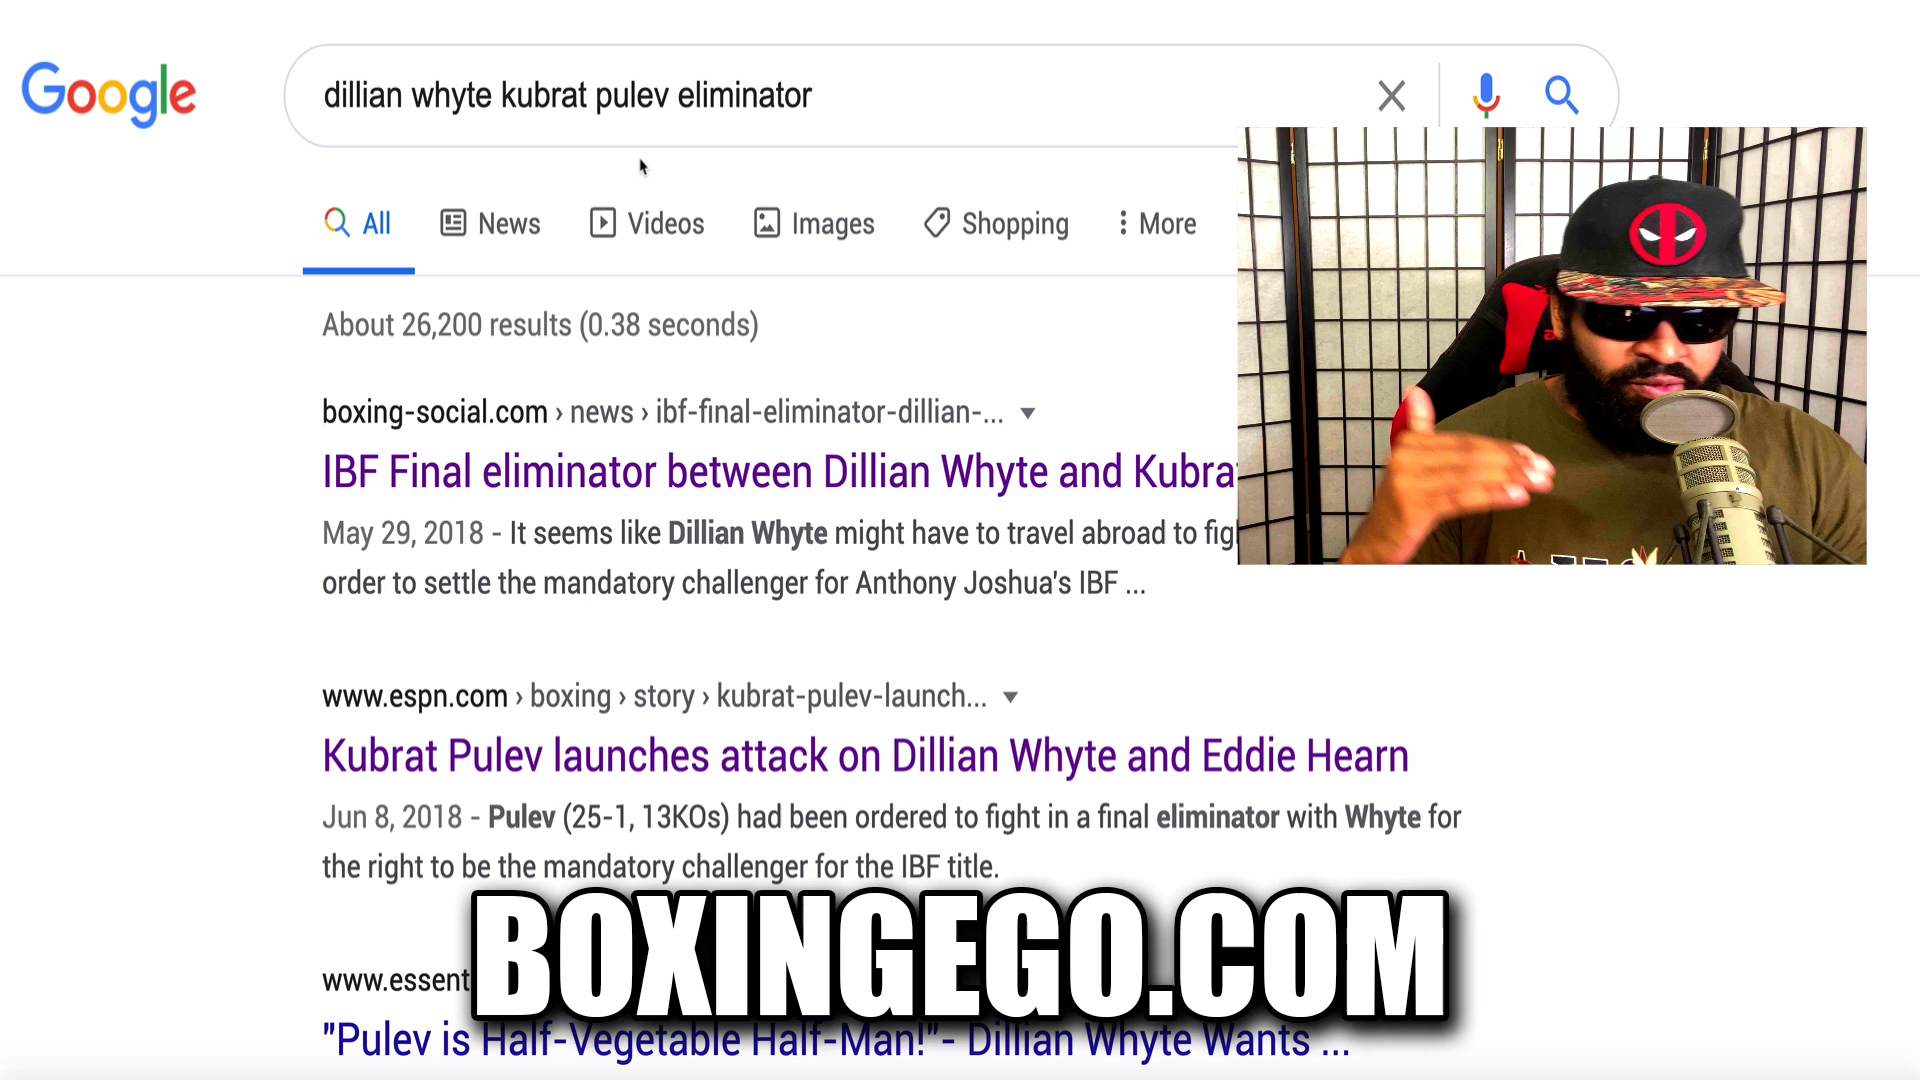 Google
dillian whyte kubrat pulev eliminator
All News Videos Images Shopping More
About 26,200 results (0.38 seconds)
boxing-social.com › news › ibf-final-eliminator-dillian-...
IBF Final eliminator between Dillian Whyte and Kubra
May 29, 2018 - It seems like Dillian Whyte might have to travel abroad to fig
order to settle the mandatory challenger for Anthony Joshua's IBF ...
www.espn.com › boxing › story › kubrat-pulev-launch...
Kubrat Pulev launches attack on Dillian Whyte and Eddie Hearn
Jun 8, 2018 - Pulev (25-1, 13KOs) had been ordered to fight in a final eliminator with Whyte for
the right to be the mandatory challenger for the IBF title.
www.essent
BOXINGEGO.COM
"Pulev is Half-Vegetable Half-Man!"- Dillian Whyte Wants ...